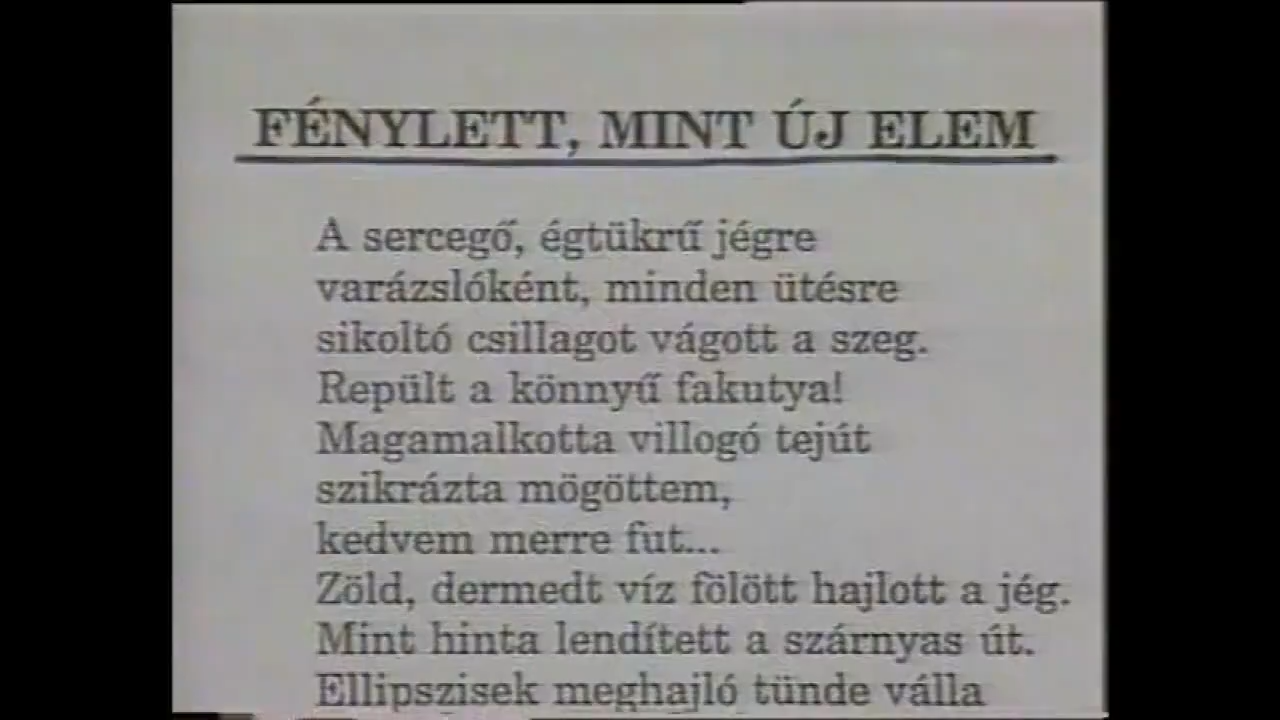 FÉNYLETT, MINT ÚJ ELEM
A sercegő, égtükrű jégre
varázslóként, minden ütésre
sikoltó csillagot vágott a szeg.
Repült a könnyű fakutya!
Magamalkotta villogó tejút
szikrázta mögöttem,
kedvem merre fut...
Zöld, dermedt víz fölött hajlott a jég.
Mint hinta lendített a szárnyas út.
Ellipszisek meghajló tünde válla